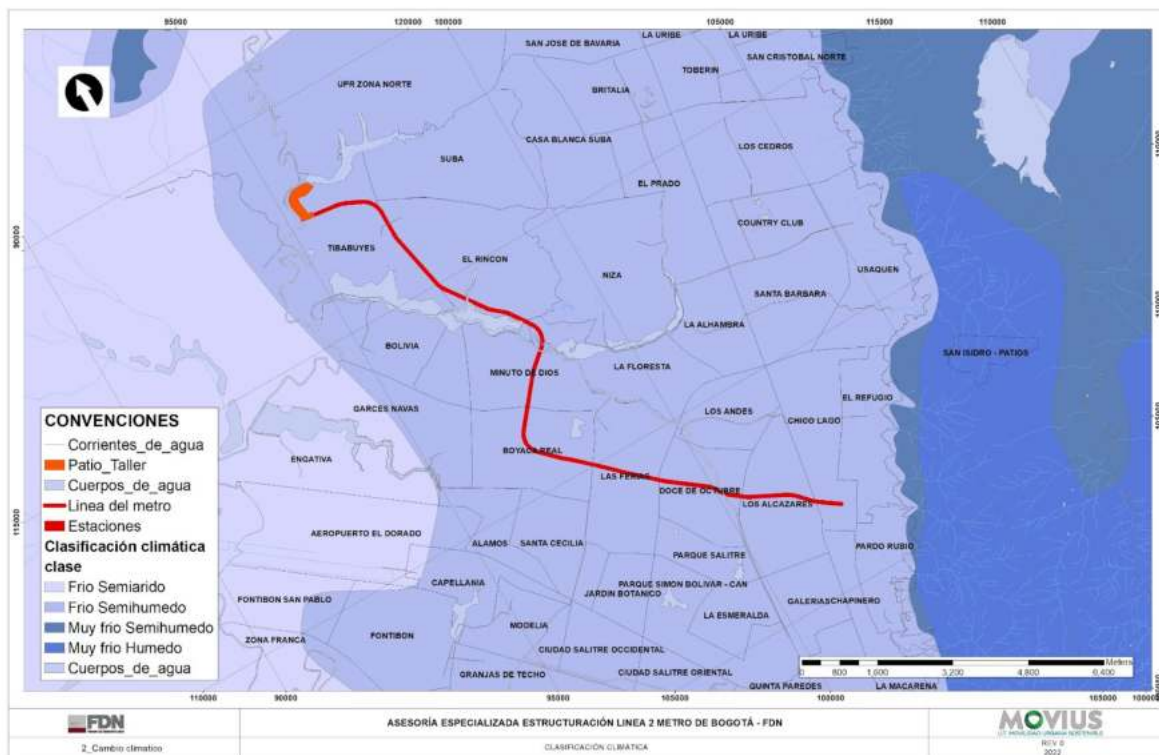 95000 120000 100000 105000 115000 110000
LA URIBE LA URIBE
SAN JOSE DE BAVARIA
SAN CRISTOBAL NORTE
TOBERIN
UPR ZONA NORTE
BRITALIA
CASA BLANCA SUBA
LOS CEDROS
SUBA
EL PRADO
COUNTRY CLUB
TIBABUYES
EL RINCON
NIZA
USAQUEN
SANTA BARBARA
LA ALHAMBRA
BOLIVIA
SAN ISIDRO - PATIOS
MINUTO DE DIOS
LA FLORESTA
EL REFUGIO
GARCES NAVAS
LOS ANDES
CHICO LAGO
BOYACA REAL
ENGATIVA
LAS FERIAS
DOCE DE OCTUBRE
LOS ALCAZARES
AEROPUERTO EL DORADO
ALAMOS
SANTA CECILIA
PARDO RUBIO
PARQUE SALITRE
CAPELLANIA
PARQUE SIMON BOLIVAR - CAN
JARDIN BOTANICO
FONTIBON SAN PABLO
GALERIAS
CHAPINERO
LA ESMERALDA
MODELIA
ZONA FRANCA
FONTIBON
CIUDAD SALITRE OCCIDENTAL
GRANJAS DE TECHO
CIUDAD SALITRE ORIENTAL
QUINTA PAREDES
LA MACARENA
CONVENCIONES
Corrientes_de_agua
Patio_Taller
Cuerpos_de_agua
Linea del metro
Estaciones
Clasificación climática
clase
Frio Semiarido
Frio Semihumedo
Muy frio Semihumedo
Muy frio Humedo
Cuerpos_de_agua
Meters
0 800 1,600 3,200 4,800 6,400
110000 90000 95000 105000 100000 105000 100000
FDN
ASESORÍA ESPECIALIZADA ESTRUCTURACIÓN LINEA 2 METRO DE BOGOTÁ - FDN
MOVIUS
UT MOVILIDAD URBANA SOSTENIBLE
2_Cambio climatico
CLASIFICACIÓN CLIMÁTICA
REV 0
2022